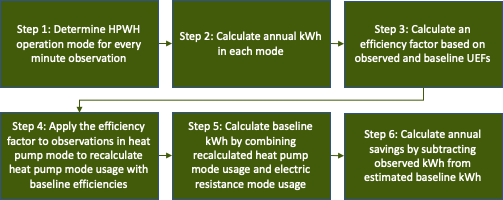 Step 1: Determine HPWH
operation mode for every
minute observation
Step 2: Calculate annual kWh
in each mode
Step 3: Calculate an
efficiency factor based on
observed and baseline UEFs
Step 4: Apply the efficiency
factor to observations in heat
pump mode to recalculate
heat pump mode usage with
baseline efficiencies
Step 5: Calculate baseline
kWh by combining
recalculated heat pump
mode usage and electric
resistance mode usage
Step 6: Calculate annual
savings by subtracting
observed kWh from
estimated baseline kWh